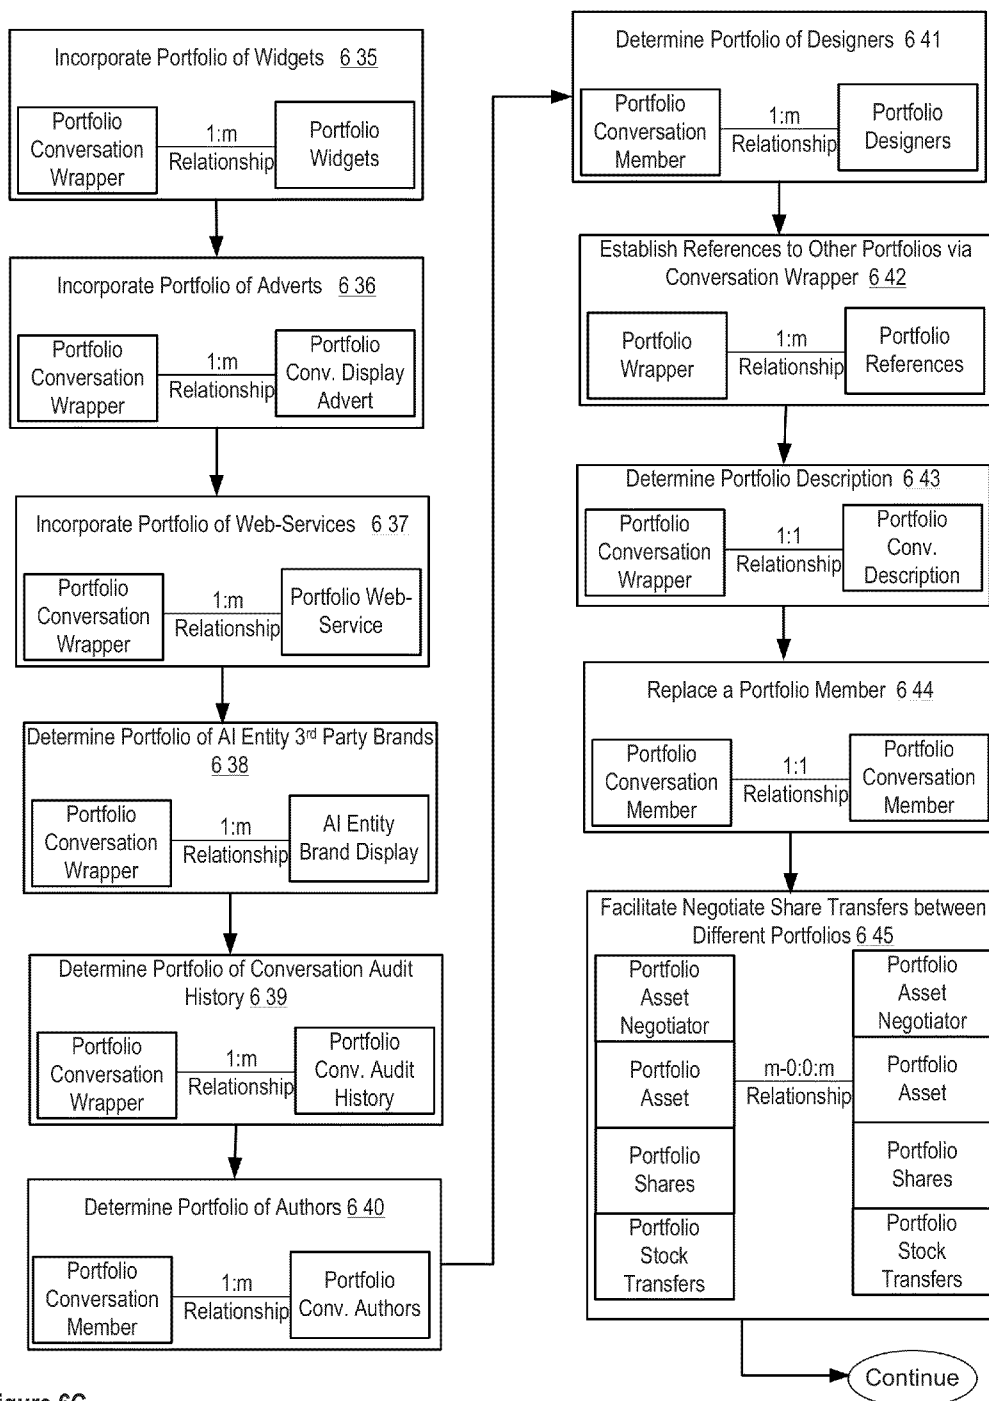 Incorporate Portfolio of Widgets 6 35
Portfolio
Conversation
Wrapper
1:m
Relationship
Portfolio
Widgets
Incorporate Portfolio of Adverts 6 36
Portfolio
Conversation
Wrapper
1:m
Relationship
Portfolio
Conv. Display
Advert
Incorporate Portfolio of Web-Services 6 37
Portfolio
Conversation
Wrapper
1:m
Relationship
Portfolio Web-
Service
Determine Portfolio of AI Entity 3rd Party Brands
6 38
Portfolio
Conversation
Wrapper
1:m
Relationship
AI Entity
Brand Display
Determine Portfolio of Conversation Audit
History 6 39
Portfolio
Conversation
Wrapper
1:m
Relationship
Portfolio
Conv. Audit
History
Determine Portfolio of Authors 6 40
Portfolio
Conversation
Member
1:m
Relationship
Portfolio
Conv. Authors
Determine Portfolio of Designers 6 41
Portfolio
Conversation
Member
1:m
Relationship
Portfolio
Designers
Establish References to Other Portfolios via
Conversation Wrapper 6 42
Portfolio
Wrapper
1:m
Relationship
Portfolio
References
Determine Portfolio Description 6 43
Portfolio
Conversation
Wrapper
1:1
Relationship
Portfolio
Conv.
Description
Replace a Portfolio Member 6 44
Portfolio
Conversation
Member
1:1
Relationship
Portfolio
Conversation
Member
Facilitate Negotiate Share Transfers between
Different Portfolios 6 45
Portfolio
Asset
Negotiator
Portfolio
Asset
Portfolio
Shares
Portfolio
Stock
Transfers
m-0:0:m
Relationship
Portfolio
Asset
Negotiator
Portfolio
Asset
Portfolio
Shares
Portfolio
Stock
Transfers
Continue